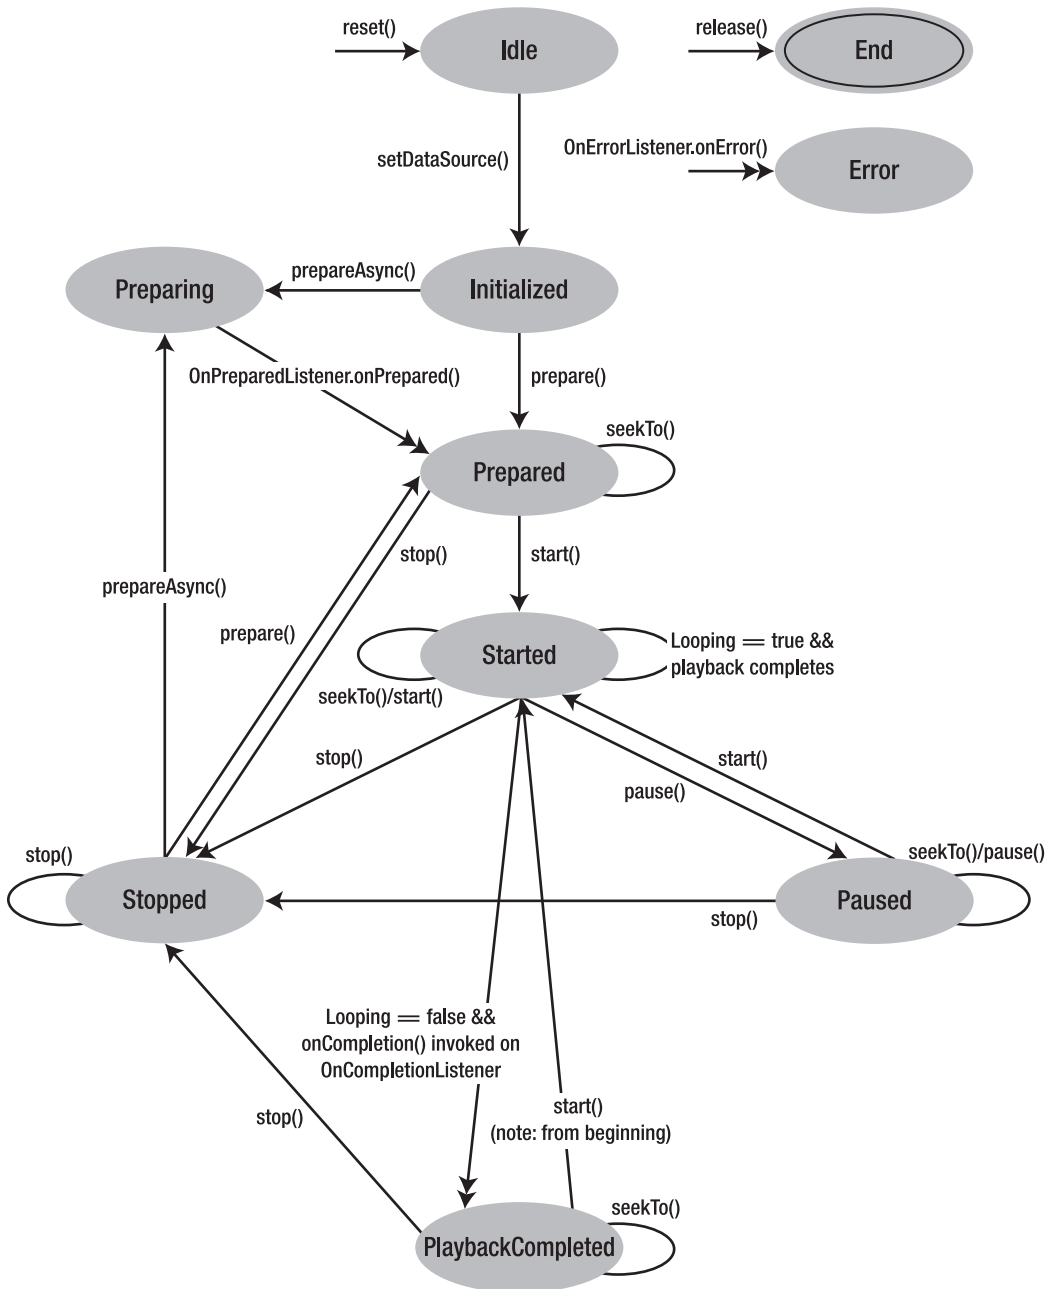 reset()
Idle
release()
End
setDataSource()
OnErrorListener.onError()
Error
Preparing
prepareAsync()
Initialized
OnPreparedListener.onPrepared()
prepare()
seekTo()
Prepared
stop()
start()
prepareAsync()
prepare()
Started
Looping == true &&
playback completes
seekTo()/start()
stop()
start()
pause()
stop()
seekTo()/pause()
Stopped
Paused
stop()
Looping == false &&
onCompletion() invoked on
OnCompletionListener
stop()
start()
(note: from beginning)
seekTo()
PlaybackCompleted